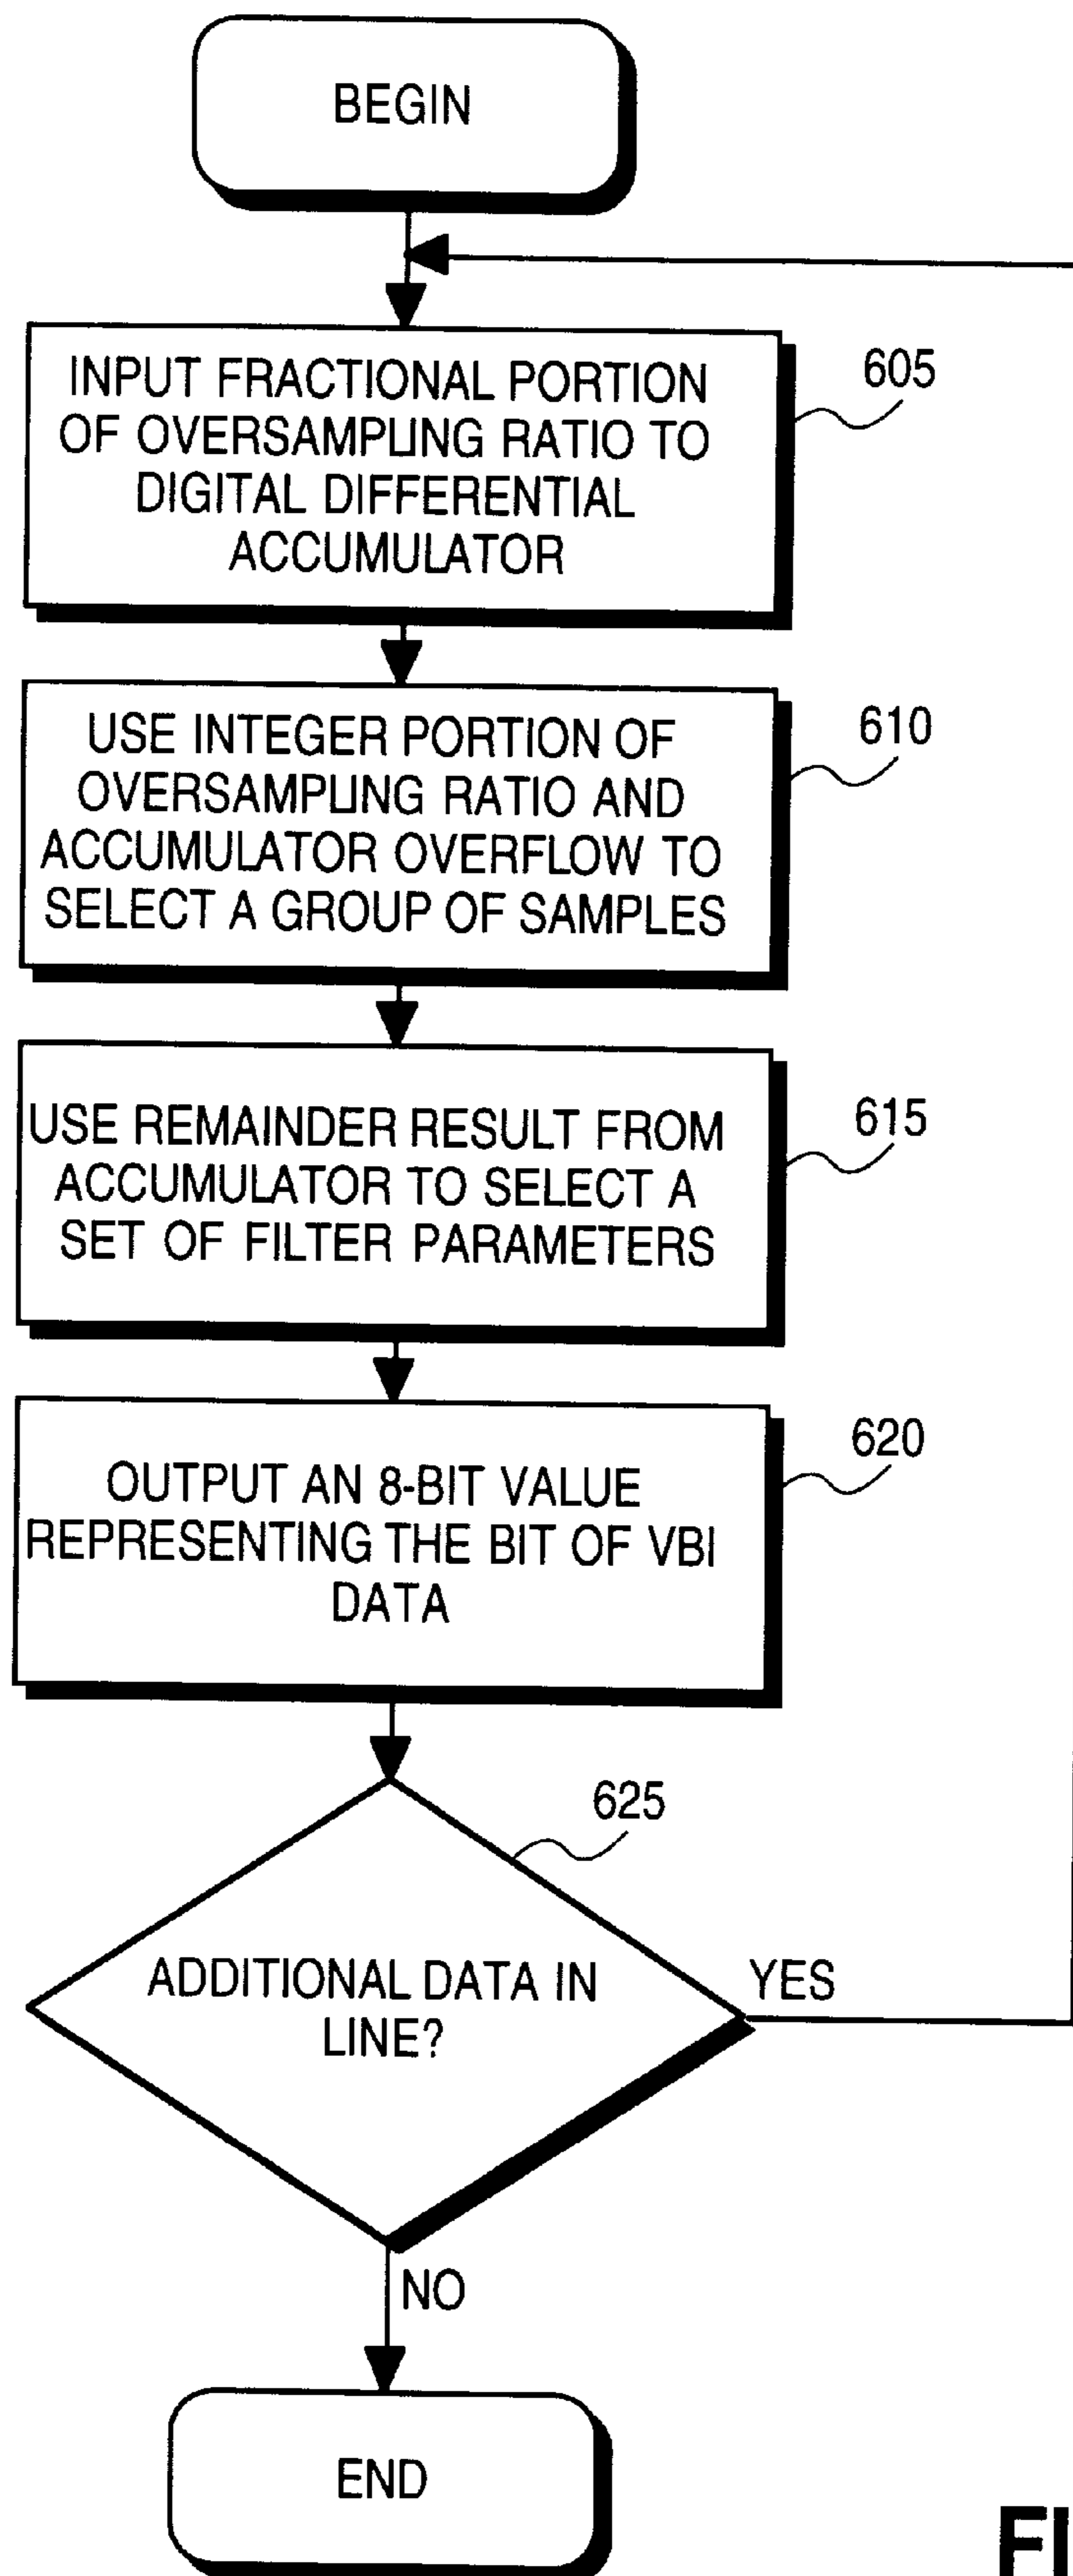 BEGIN
INPUT FRACTIONAL PORTION
OF OVERSAMPLING RATIO TO
DIGITAL DIFFERENTIAL
ACCUMULATOR
605
USE INTEGER PORTION OF
OVERSAMPLING RATIO AND
ACCUMULATOR OVERFLOW TO
SELECT A GROUP OF SAMPLES
610
USE REMAINDER RESULT FROM
ACCUMULATOR TO SELECT A
SET OF FILTER PARAMETERS
615
OUTPUT AN 8-BIT VALUE
REPRESENTING THE BIT OF VBI
DATA
620
625
ADDITIONAL DATA IN
LINE?
YES
NO
END